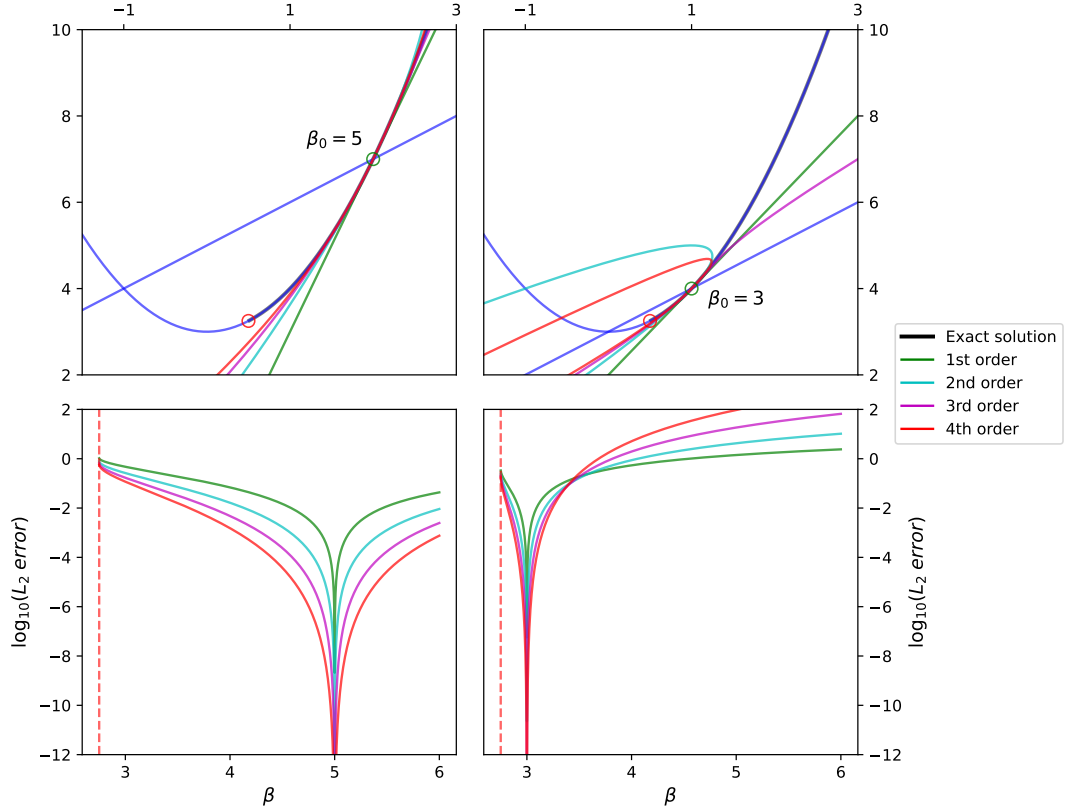 −1 1 3 −1 1 3
10
8
6
4
2
β₀ = 5
10
8
6
4
2
β₀ = 3
2
0
−2
−4
−6
−8
−10
−12
log₁₀(L₂ error)
3 4 5 6
β
2
0
−2
−4
−6
−8
−10
−12
log₁₀(L₂ error)
3 4 5 6
β
Exact solution
1st order
2nd order
3rd order
4th order